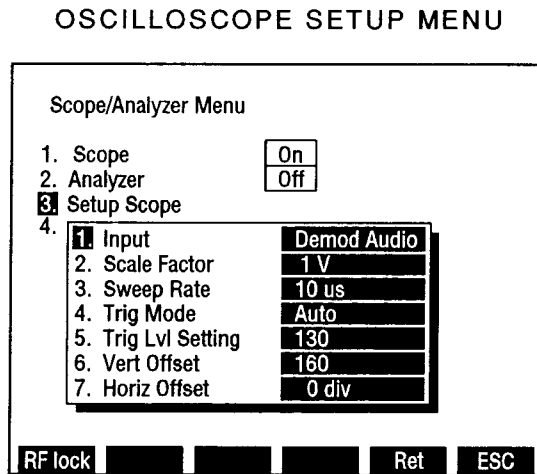 OSCILLOSCOPE SETUP MENU
Scope/Analyzer Menu
1. Scope On
2. Analyzer Off
3. Setup Scope
4.
1. Input Demod Audio
2. Scale Factor 1 V
3. Sweep Rate 10 us
4. Trig Mode Auto
5. Trig Lvl Setting 130
6. Vert Offset 160
7. Horiz Offset 0 div
RF lock Ret ESC